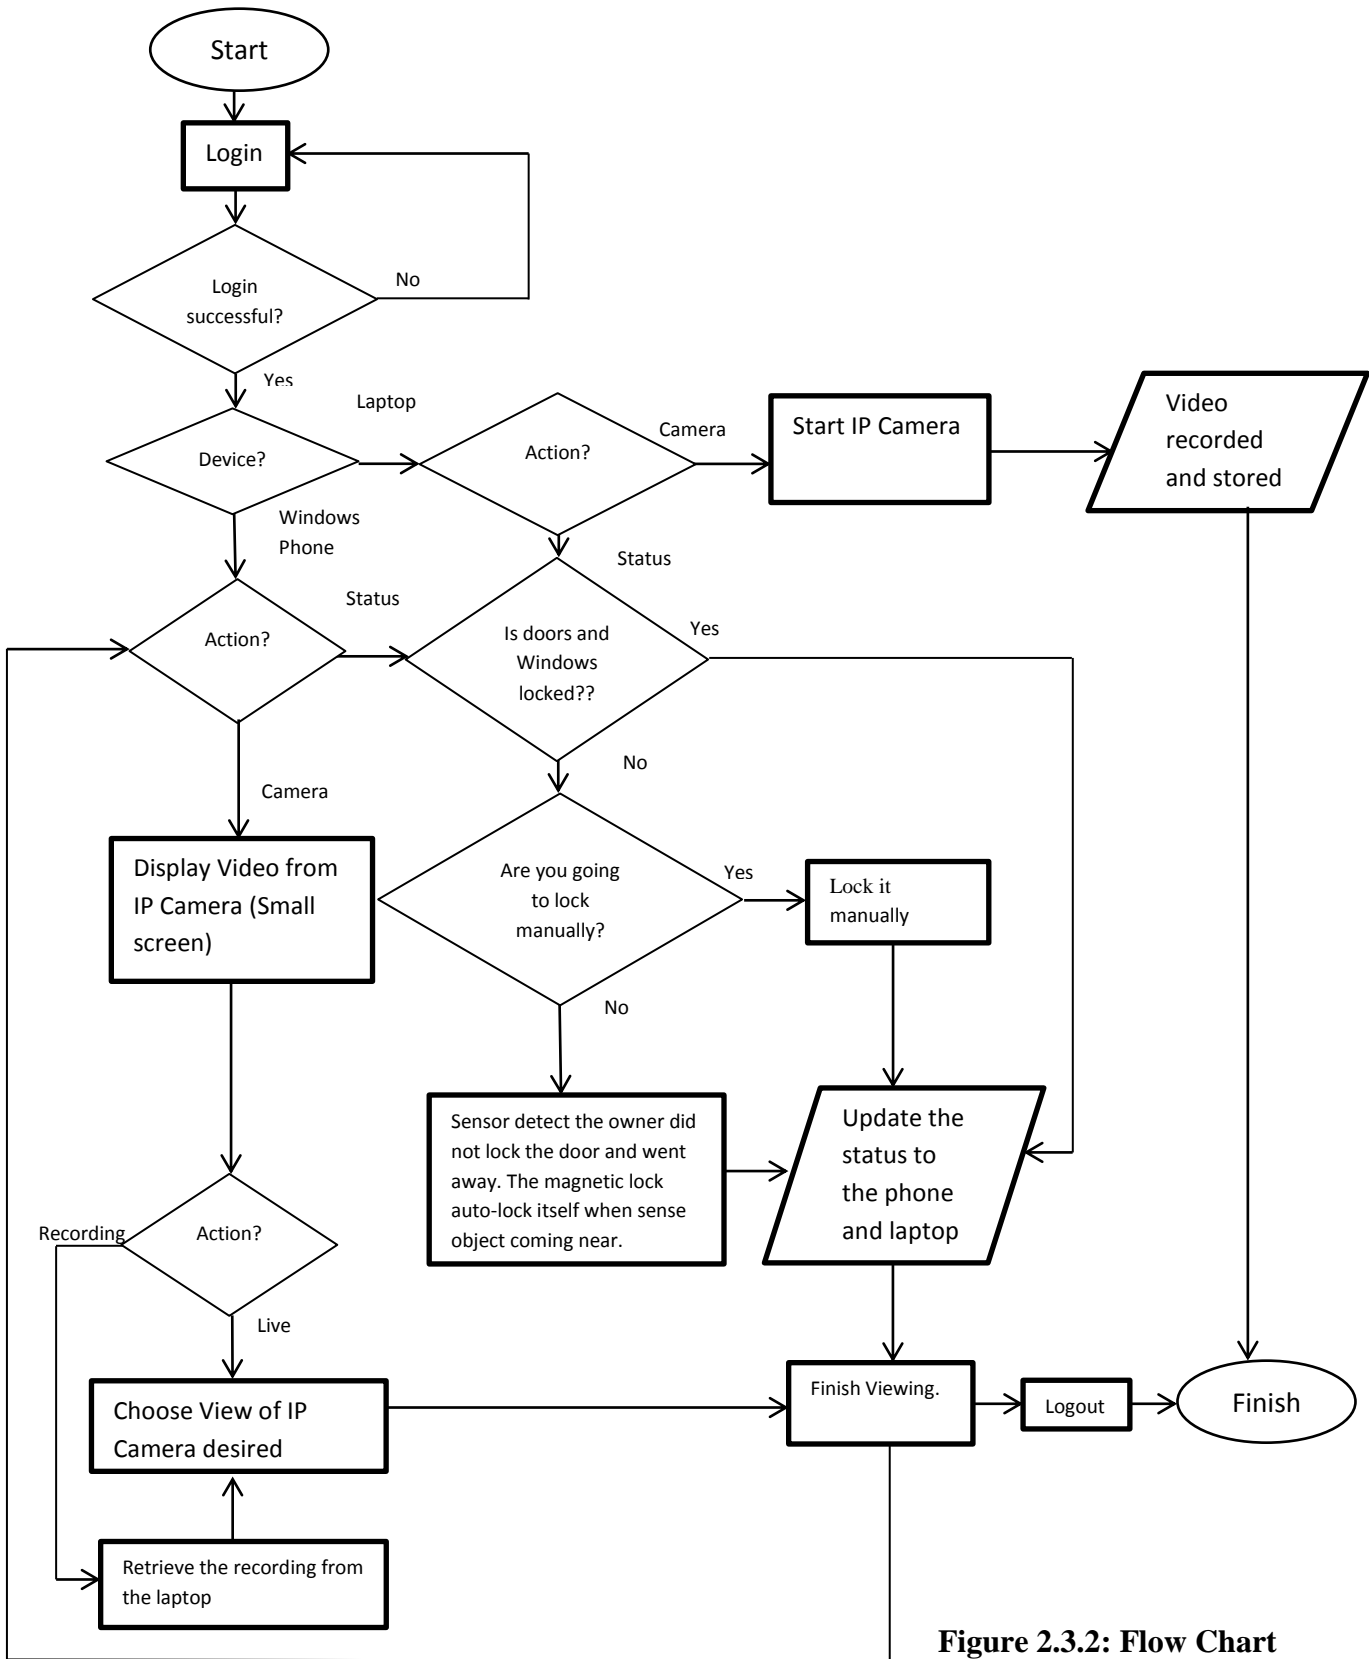 Start
Login
Login
successful?
No
Yes
Device?
Laptop
Action?
Camera
Start IP Camera
Video
recorded
and stored
Windows
Phone
Status
Action?
Status
Is doors and
Windows
locked??
Yes
No
Camera
Display Video from
IP Camera (Small
screen)
Are you going
to lock
manually?
Yes
Lock it
manually
No
Sensor detect the owner did
not lock the door and went
away. The magnetic lock
auto-lock itself when sense
object coming near.
Update the
status to
the phone
and laptop
Recording
Action?
Live
Choose View of IP
Camera desired
Finish Viewing.
Logout
Finish
Retrieve the recording from
the laptop
Figure 2.3.2: Flow Chart